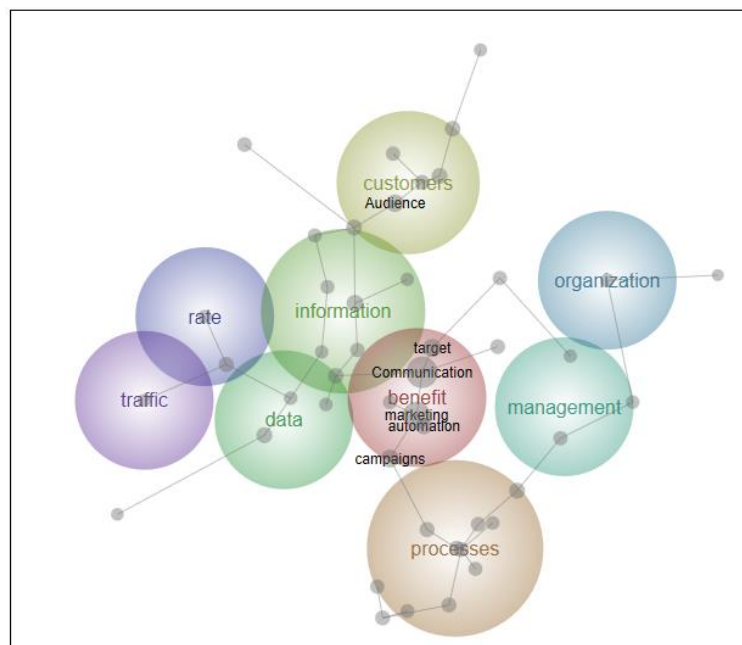 customers
Audience
organization
information
rate
target
Communication
benefit
traffic
management
marketing
data
automation
campaigns
processes